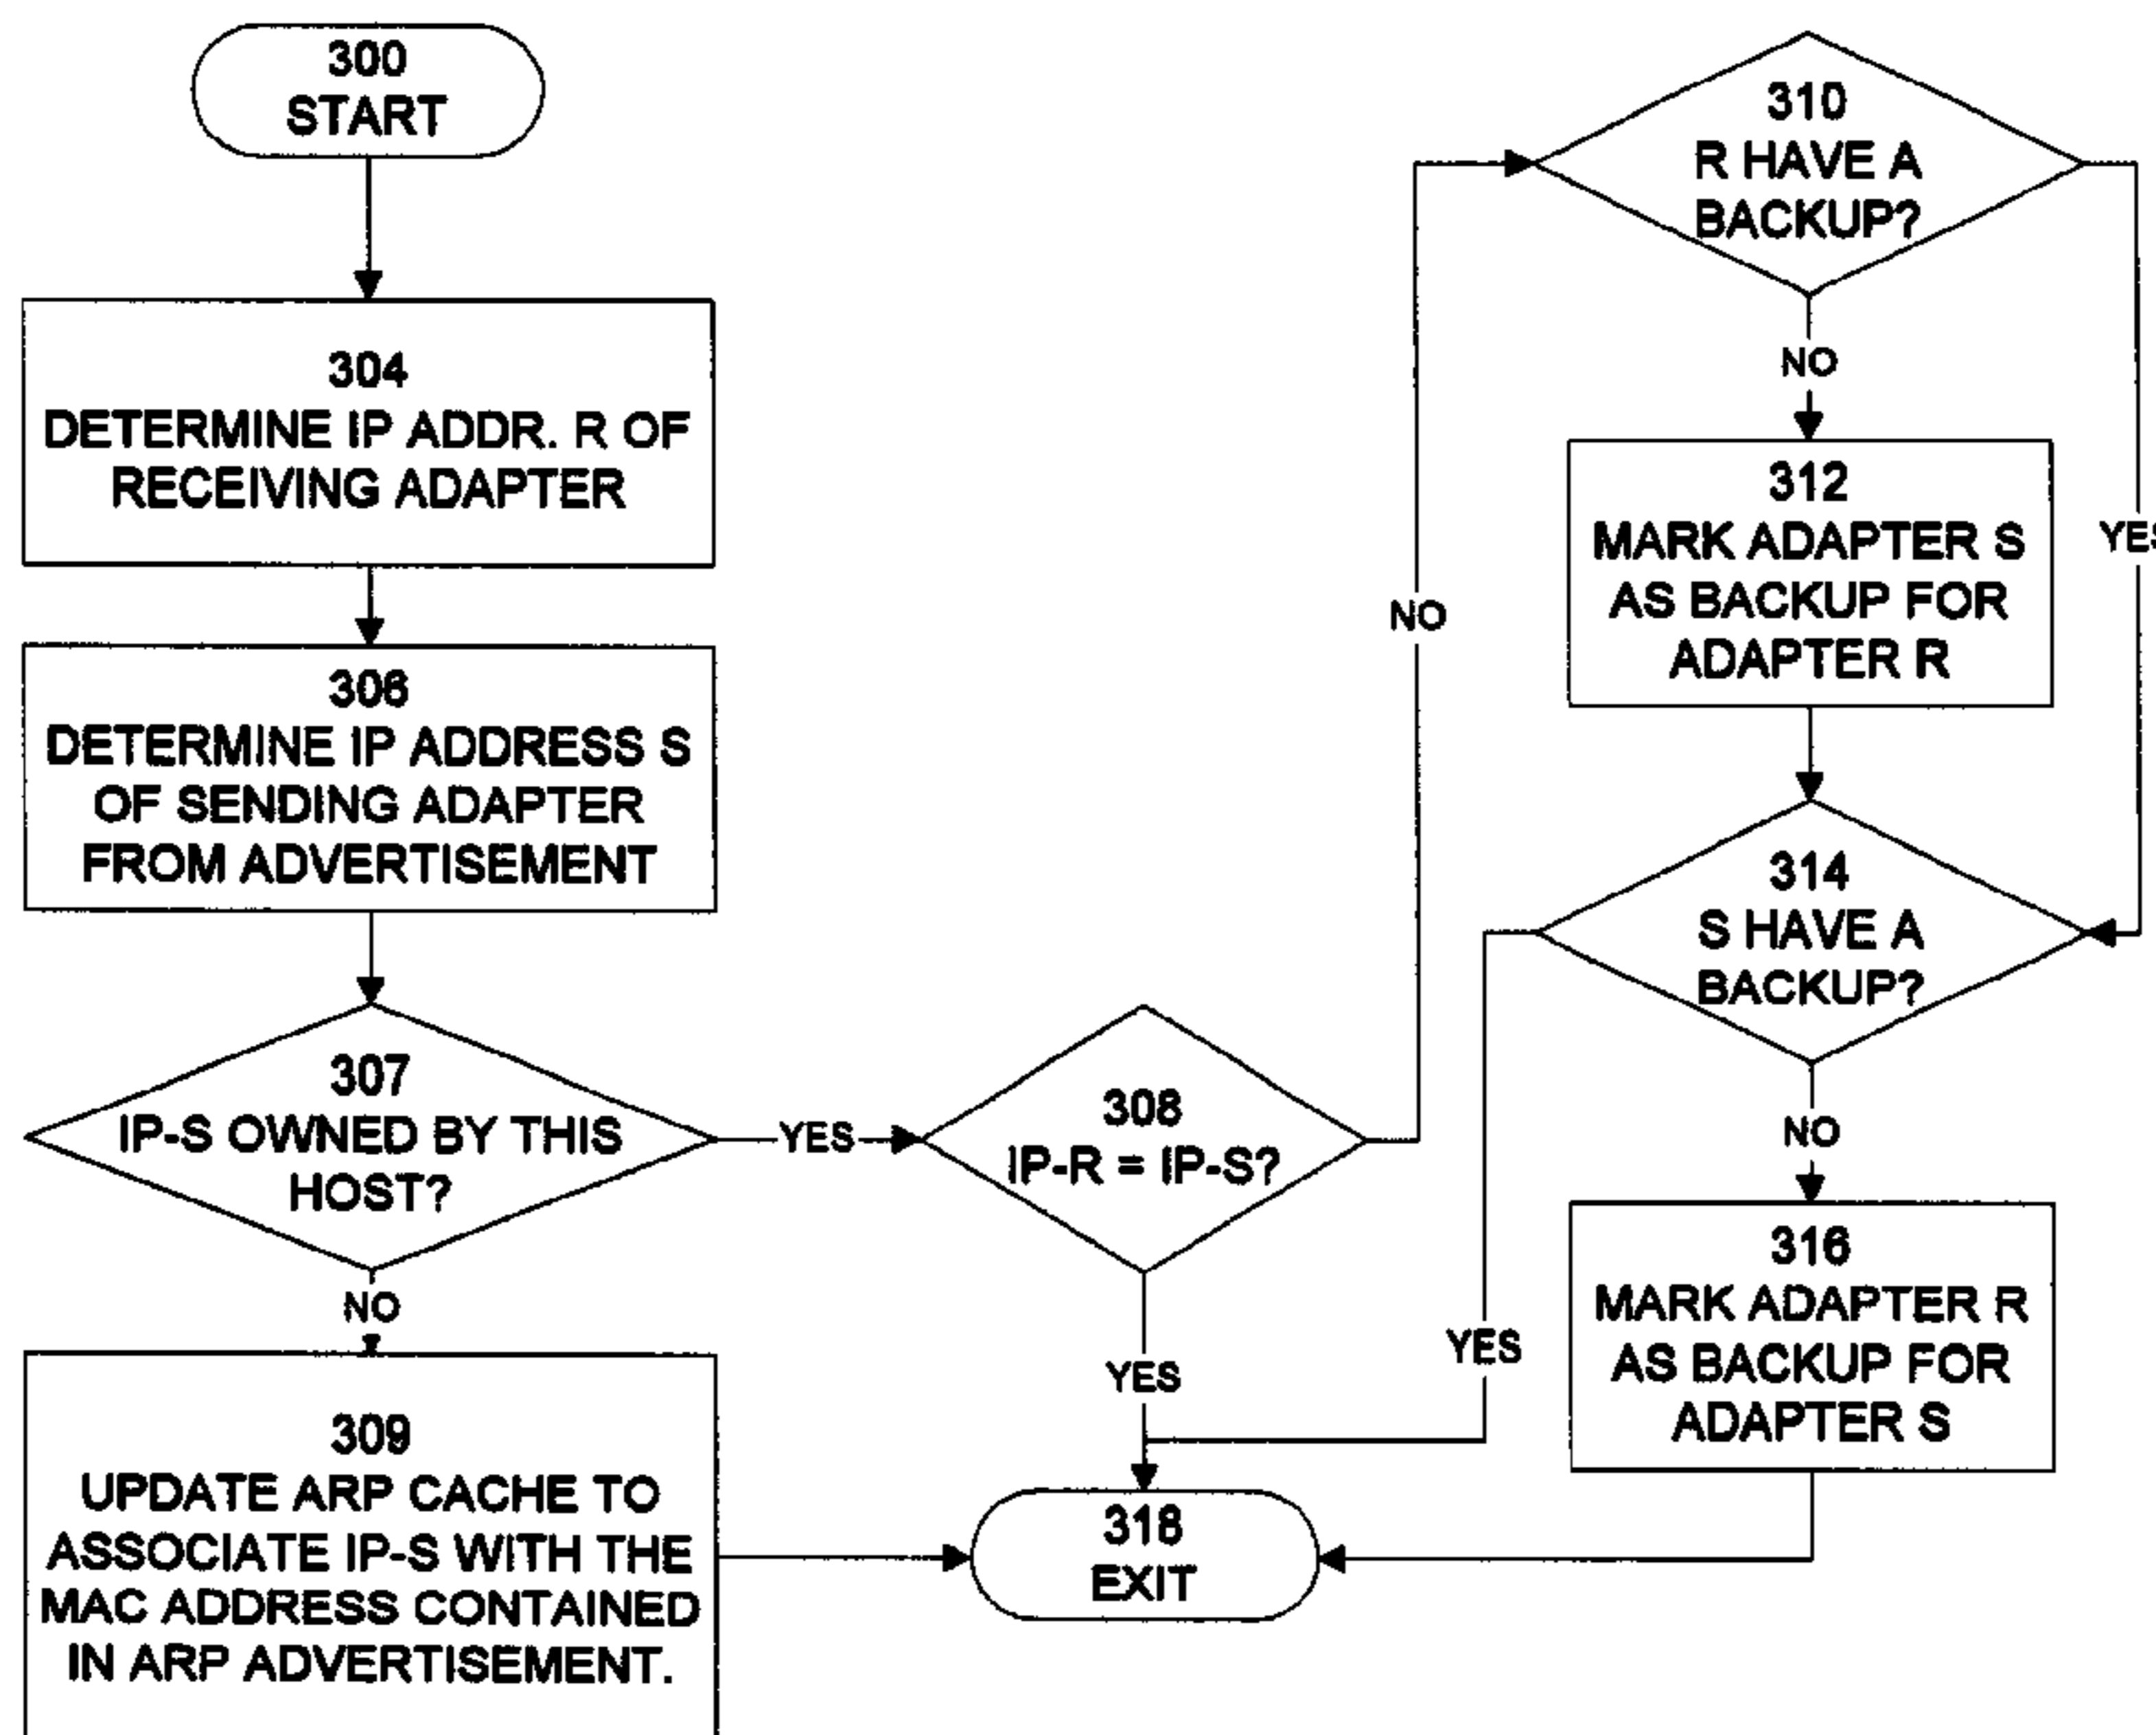 300
START
304
DETERMINE IP ADDR. R OF
RECEIVING ADAPTER
306
DETERMINE IP ADDRESS S
OF SENDING ADAPTER
FROM ADVERTISEMENT
307
IP-S OWNED BY THIS
HOST?
YES
NO
308
IP-R = IP-S?
NO
YES
309
UPDATE ARP CACHE TO
ASSOCIATE IP-S WITH THE
MAC ADDRESS CONTAINED
IN ARP ADVERTISEMENT.
310
R HAVE A
BACKUP?
NO
YES
312
MARK ADAPTER S
AS BACKUP FOR
ADAPTER R
314
S HAVE A
BACKUP?
YES
NO
316
MARK ADAPTER R
AS BACKUP FOR
ADAPTER S
318
EXIT